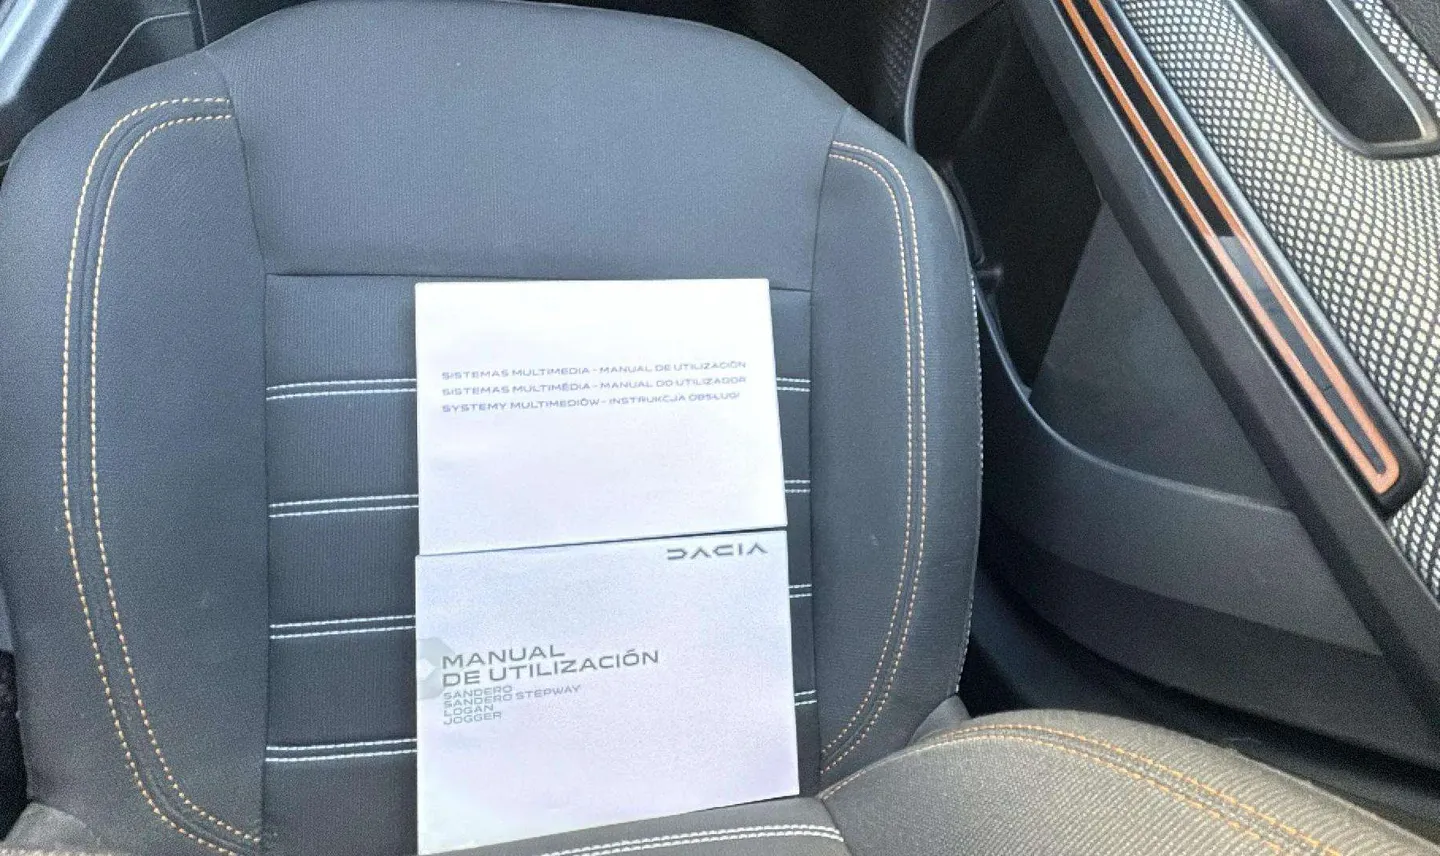 SISTEMAS MULTIMEDIA - MANUAL DE UTILIZACIÓN
SISTEMAS MULTIMÉDIA - MANUAL DO UTILIZADOR
SYSTEMY MULTIMEDIÓW - INSTRUKCJA OBSŁUGI
DACIA
MANUAL
DE UTILIZACIÓN
SANDERO
SANDERO STEPWAY
LOGAN
JOGGER